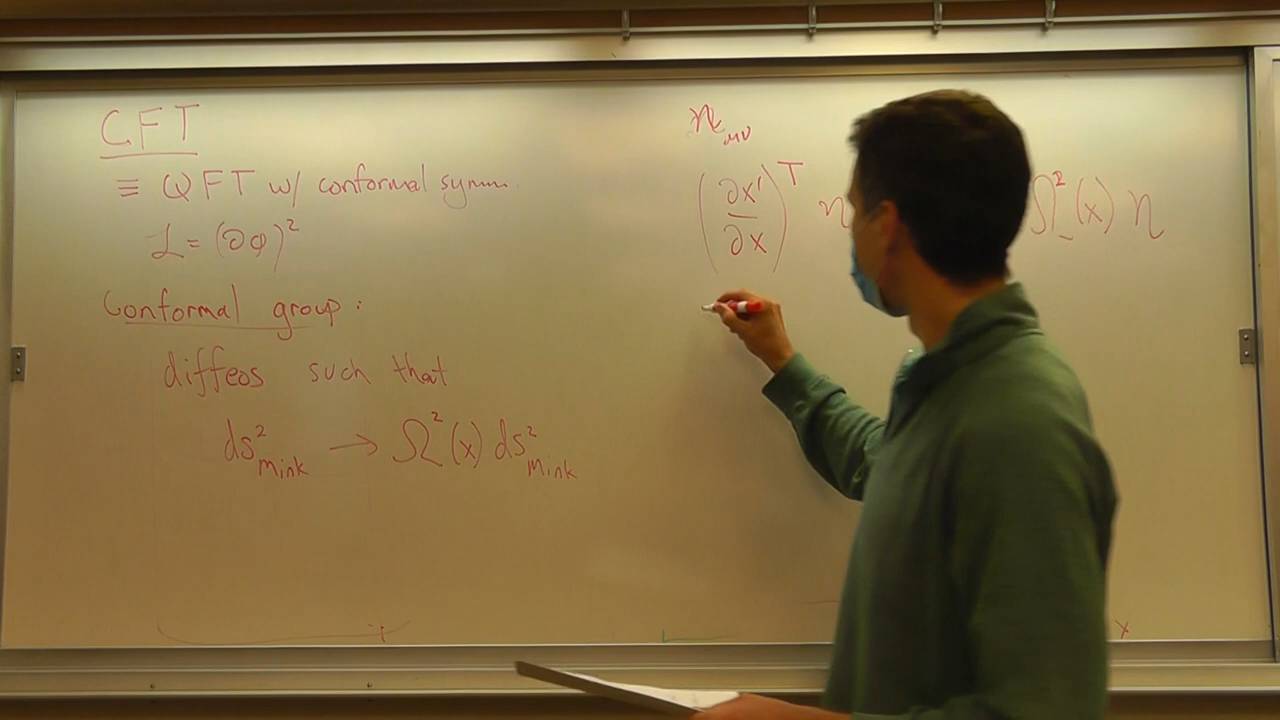 CFT
≡ QFT w/ conformal symm.
ℒ = (∂φ)²
Conformal group :
diffeos such that
ds²_Mink → Ω²(x) ds²_Mink
η_μν
(∂x'/∂x)^T η Ω²(x) η